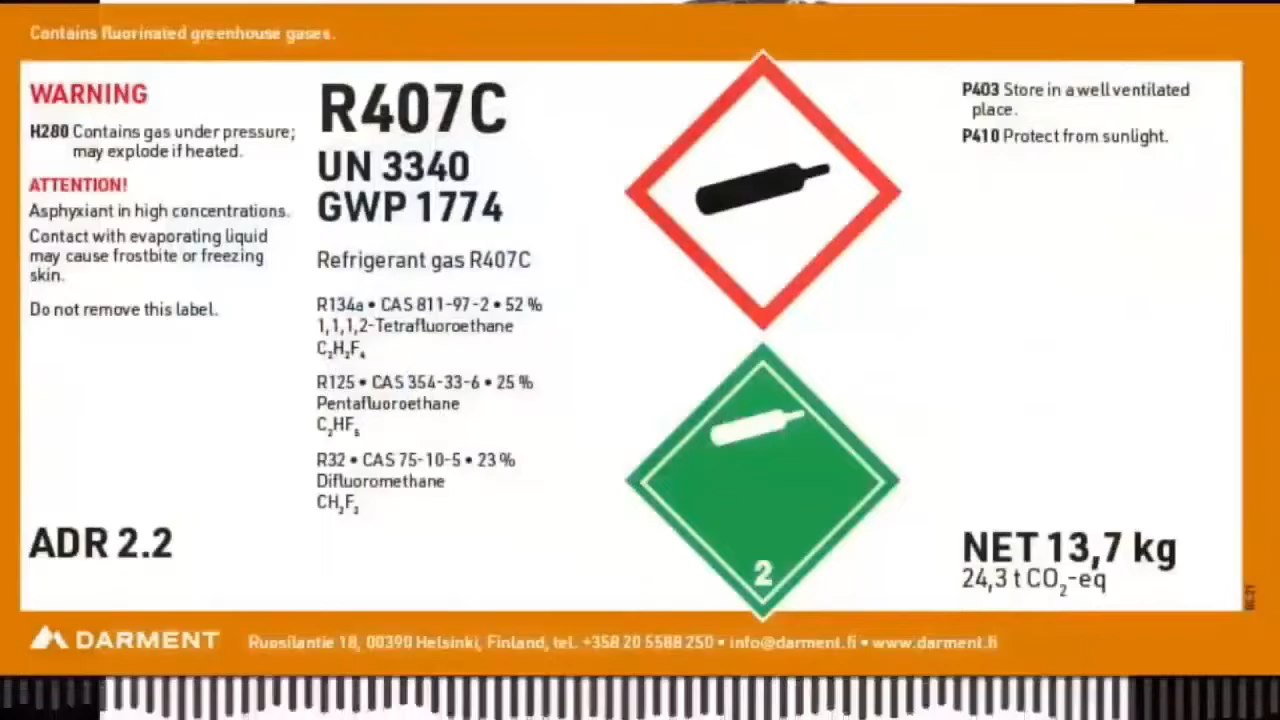 Contains fluorinated greenhouse gases.
WARNING
H280 Contains gas under pressure;
may explode if heated.
ATTENTION!
Asphyxiant in high concentrations.
Contact with evaporating liquid
may cause frostbite or freezing
skin.
Do not remove this label.
ADR 2.2
R407C
UN 3340
GWP 1774
Refrigerant gas R407C
R134a • CAS 811-97-2 • 52 %
1,1,1,2-Tetrafluoroethane
C₂H₂F₄
R125 • CAS 354-33-6 • 25 %
Pentafluoroethane
C₂HF₅
R32 • CAS 75-10-5 • 23 %
Difluoromethane
CH₂F₂
2
P403 Store in a well ventilated
place.
P410 Protect from sunlight.
NET 13,7 kg
24,3 t CO₂-eq
DARMENT
Ruosilantie 18, 00390 Helsinki, Finland, tel. +358 20 5588 250 • info@darment.fi • www.darment.fi